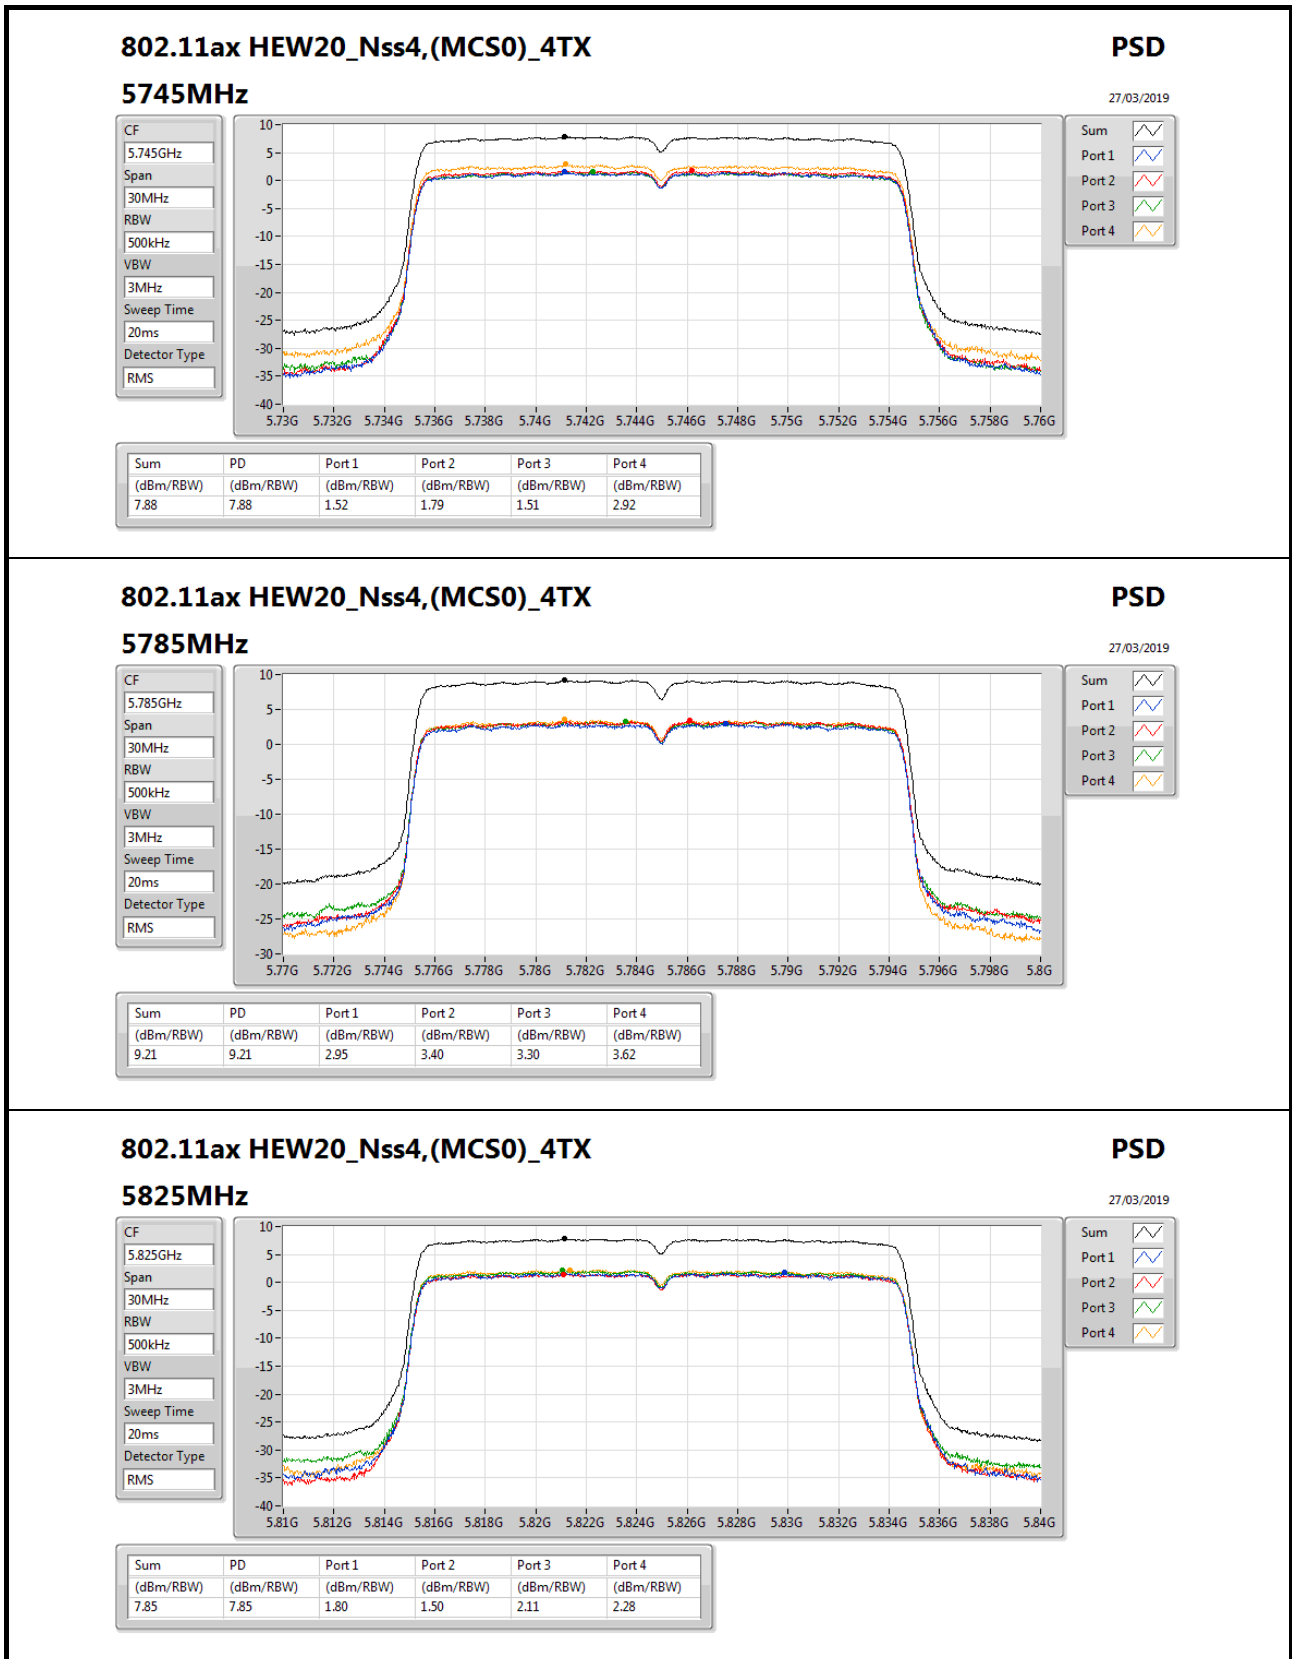 802.11ax HEW20_Nss4,(MCS0)_4TX PSD
5745MHz 27/03/2019
CF
5.745GHz
Span
30MHz
RBW
500kHz
VBW
3MHz
Sweep Time
20ms
Detector Type
RMS
10
5
0
-5
-10
-15
-20
-25
-30
-35
-40
5.73G 5.732G 5.734G 5.736G 5.738G 5.74G 5.742G 5.744G 5.746G 5.748G 5.75G 5.752G 5.754G 5.756G 5.758G 5.76G
Sum
Port 1
Port 2
Port 3
Port 4
Sum PD Port 1 Port 2 Port 3 Port 4
(dBm/RBW) (dBm/RBW) (dBm/RBW) (dBm/RBW) (dBm/RBW) (dBm/RBW)
7.88 7.88 1.52 1.79 1.51 2.92
802.11ax HEW20_Nss4,(MCS0)_4TX PSD
5785MHz 27/03/2019
CF
5.785GHz
Span
30MHz
RBW
500kHz
VBW
3MHz
Sweep Time
20ms
Detector Type
RMS
10
5
0
-5
-10
-15
-20
-25
-30
5.77G 5.772G 5.774G 5.776G 5.778G 5.78G 5.782G 5.784G 5.786G 5.788G 5.79G 5.792G 5.794G 5.796G 5.798G 5.8G
Sum
Port 1
Port 2
Port 3
Port 4
Sum PD Port 1 Port 2 Port 3 Port 4
(dBm/RBW) (dBm/RBW) (dBm/RBW) (dBm/RBW) (dBm/RBW) (dBm/RBW)
9.21 9.21 2.95 3.40 3.30 3.62
802.11ax HEW20_Nss4,(MCS0)_4TX PSD
5825MHz 27/03/2019
CF
5.825GHz
Span
30MHz
RBW
500kHz
VBW
3MHz
Sweep Time
20ms
Detector Type
RMS
10
5
0
-5
-10
-15
-20
-25
-30
-35
-40
5.81G 5.812G 5.814G 5.816G 5.818G 5.82G 5.822G 5.824G 5.826G 5.828G 5.83G 5.832G 5.834G 5.836G 5.838G 5.84G
Sum
Port 1
Port 2
Port 3
Port 4
Sum PD Port 1 Port 2 Port 3 Port 4
(dBm/RBW) (dBm/RBW) (dBm/RBW) (dBm/RBW) (dBm/RBW) (dBm/RBW)
7.85 7.85 1.80 1.50 2.11 2.28